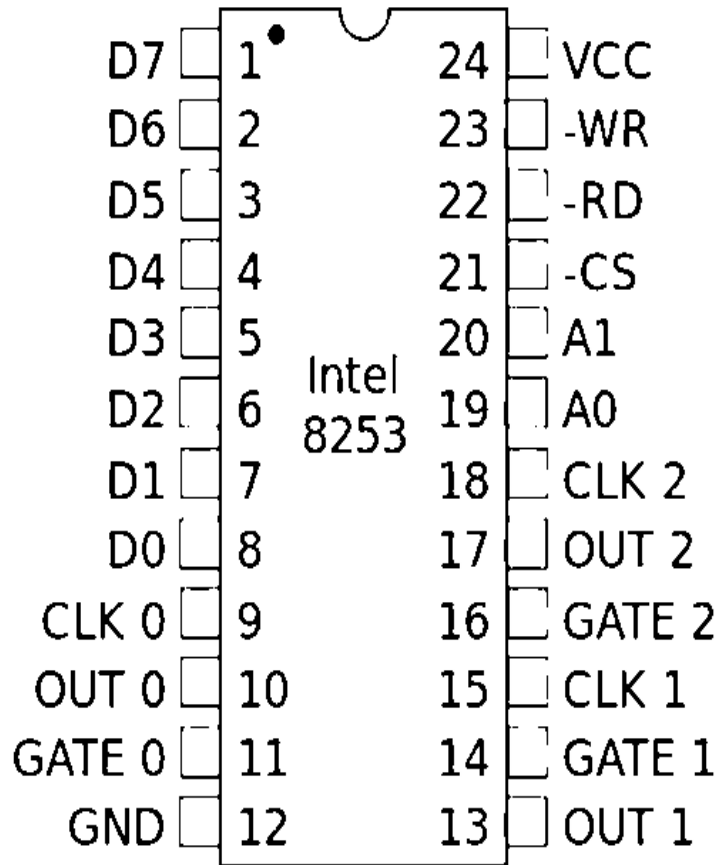 D7 1 24 VCC
D6 2 23 -WR
D5 3 22 -RD
D4 4 21 -CS
D3 5 20 A1
Intel
D2 6 19 A0
8253
D1 7 18 CLK 2
D0 8 17 OUT 2
CLK 0 9 16 GATE 2
OUT 0 10 15 CLK 1
GATE 0 11 14 GATE 1
GND 12 13 OUT 1